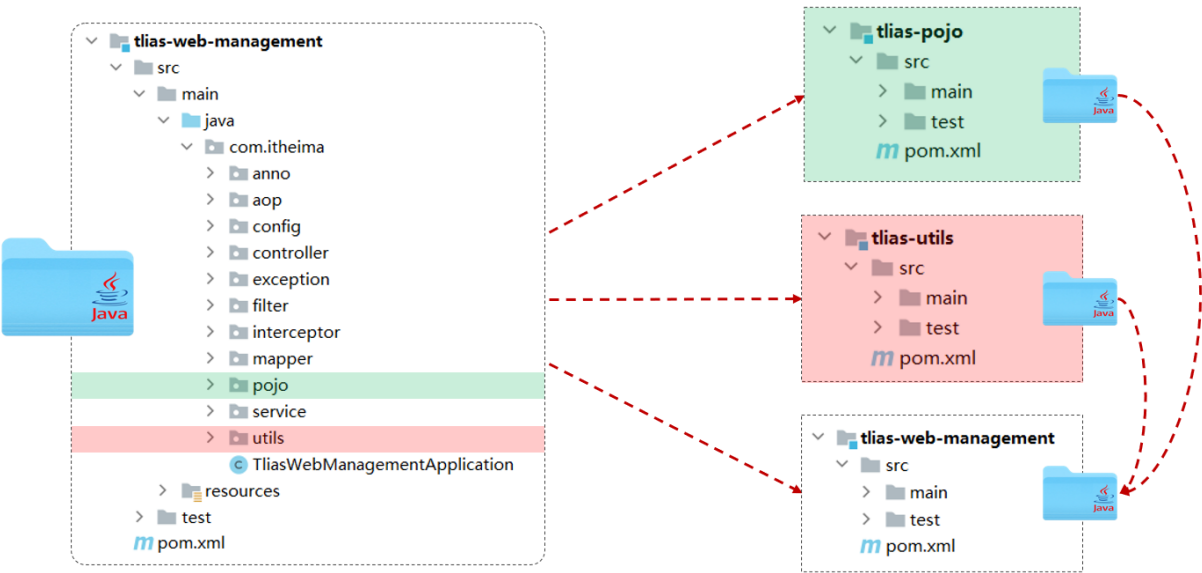 tlias-web-management
src
main
java
com.itheima
anno
aop
config
controller
exception
filter
interceptor
mapper
pojo
service
utils
C TliasWebManagementApplication
resources
test
m pom.xml
Java
tlias-pojo
src
main
test
m pom.xml
Java
tlias-utils
src
main
test
m pom.xml
Java
tlias-web-management
src
main
test
m pom.xml
Java